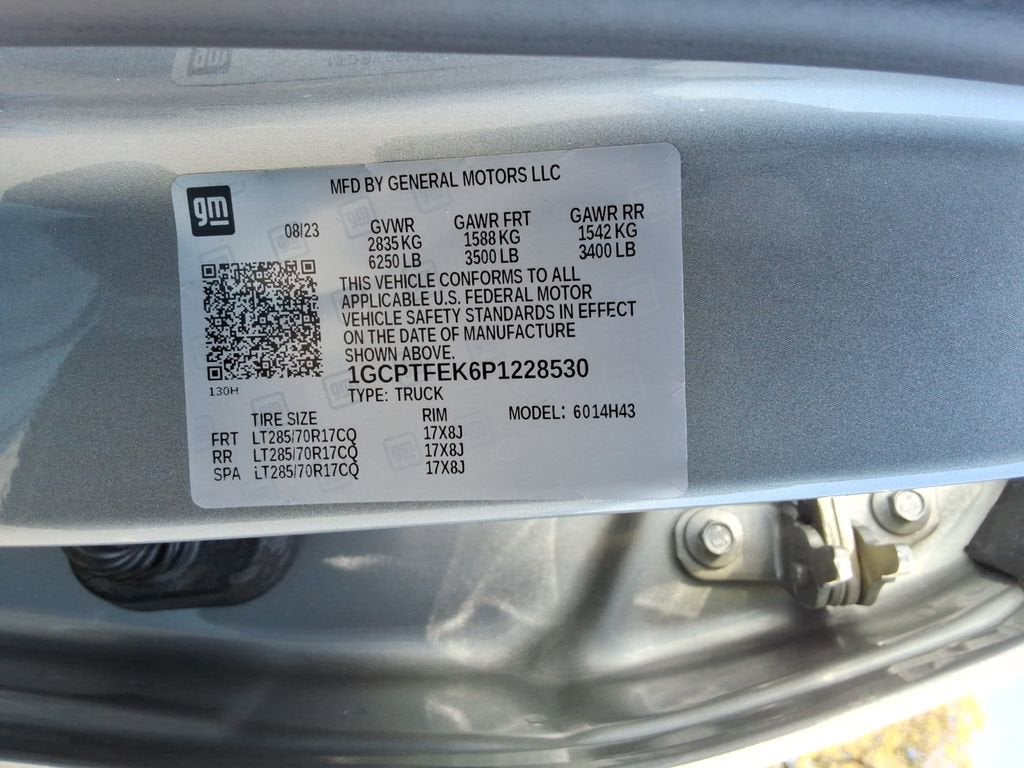 gm
MFD BY GENERAL MOTORS LLC
08/23 GVWR GAWR FRT GAWR RR
2835 KG 1588 KG 1542 KG
6250 LB 3500 LB 3400 LB
THIS VEHICLE CONFORMS TO ALL
APPLICABLE U.S. FEDERAL MOTOR
VEHICLE SAFETY STANDARDS IN EFFECT
ON THE DATE OF MANUFACTURE
SHOWN ABOVE.
130H
1GCPTFEK6P1228530
TYPE: TRUCK
TIRE SIZE RIM MODEL: 6014H43
FRT LT285/70R17CQ 17X8J
RR LT285/70R17CQ 17X8J
SPA LT285/70R17CQ 17X8J